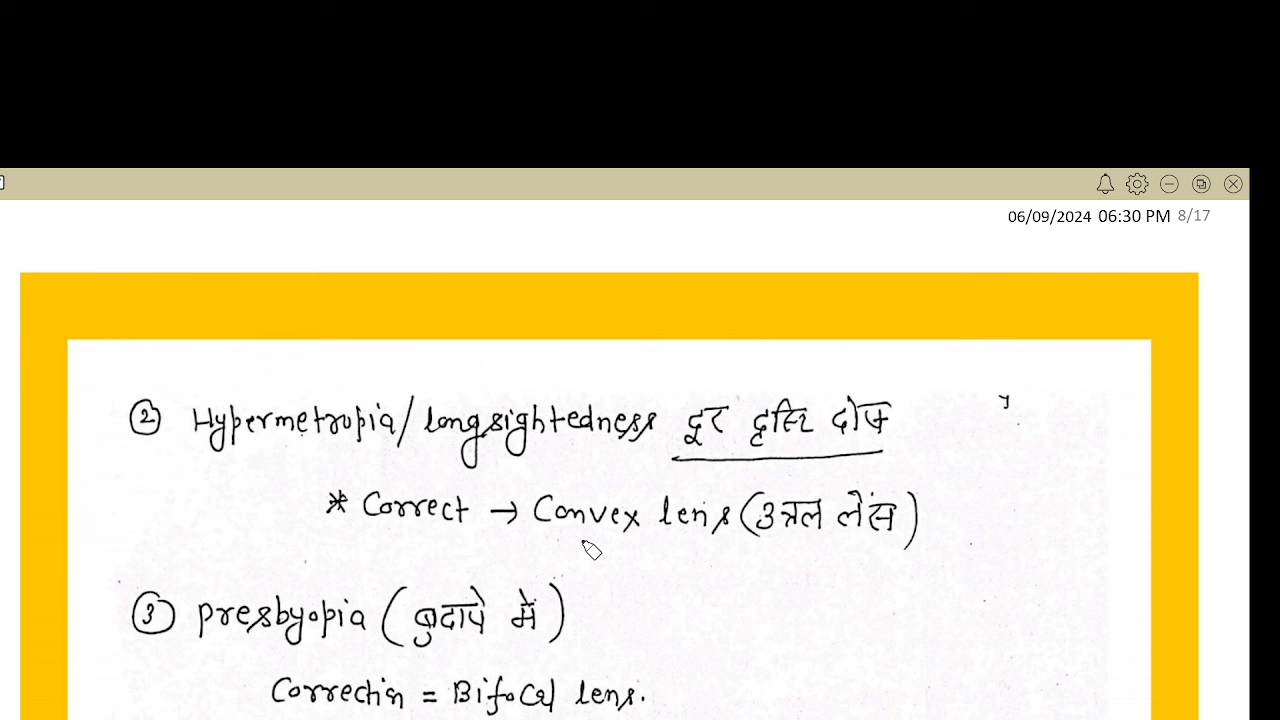 06/09/2024 06:30 PM 8/17
② Hypermetropia/longsightedness दूर दृष्टि दोष
* Correct → Convex lens (उत्तल लेंस)
③ presbyopia (बुढापे में)
Correction = Bifocal lens.